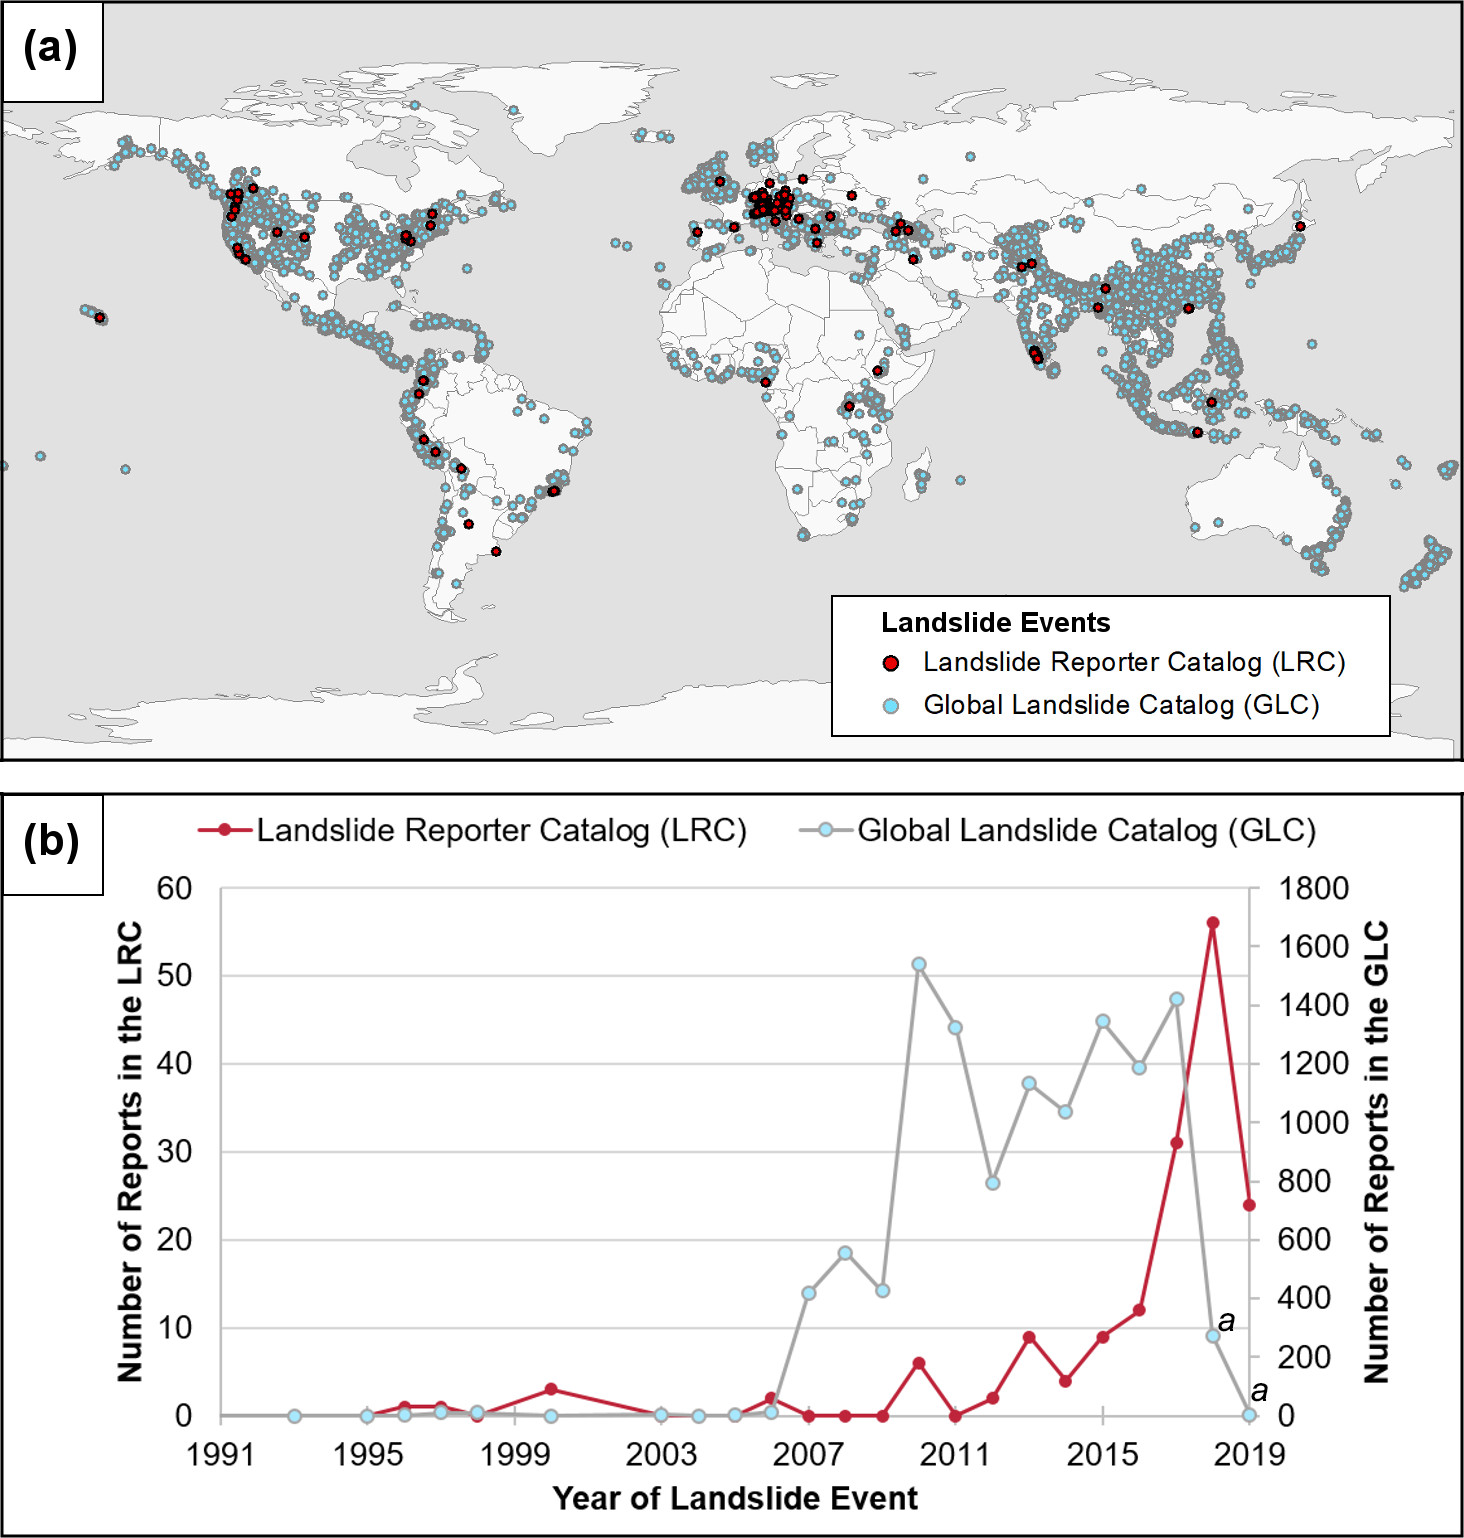 (a)
Landslide Events
Landslide Reporter Catalog (LRC)
Global Landslide Catalog (GLC)
(b)
Landslide Reporter Catalog (LRC) Global Landslide Catalog (GLC)
Number of Reports in the LRC
60
50
40
30
20
10
0
1800
1600
1400
1200
1000
800
600
400
200
0
Number of Reports in the GLC
a
a
1991 1995 1999 2003 2007 2011 2015 2019
Year of Landslide Event